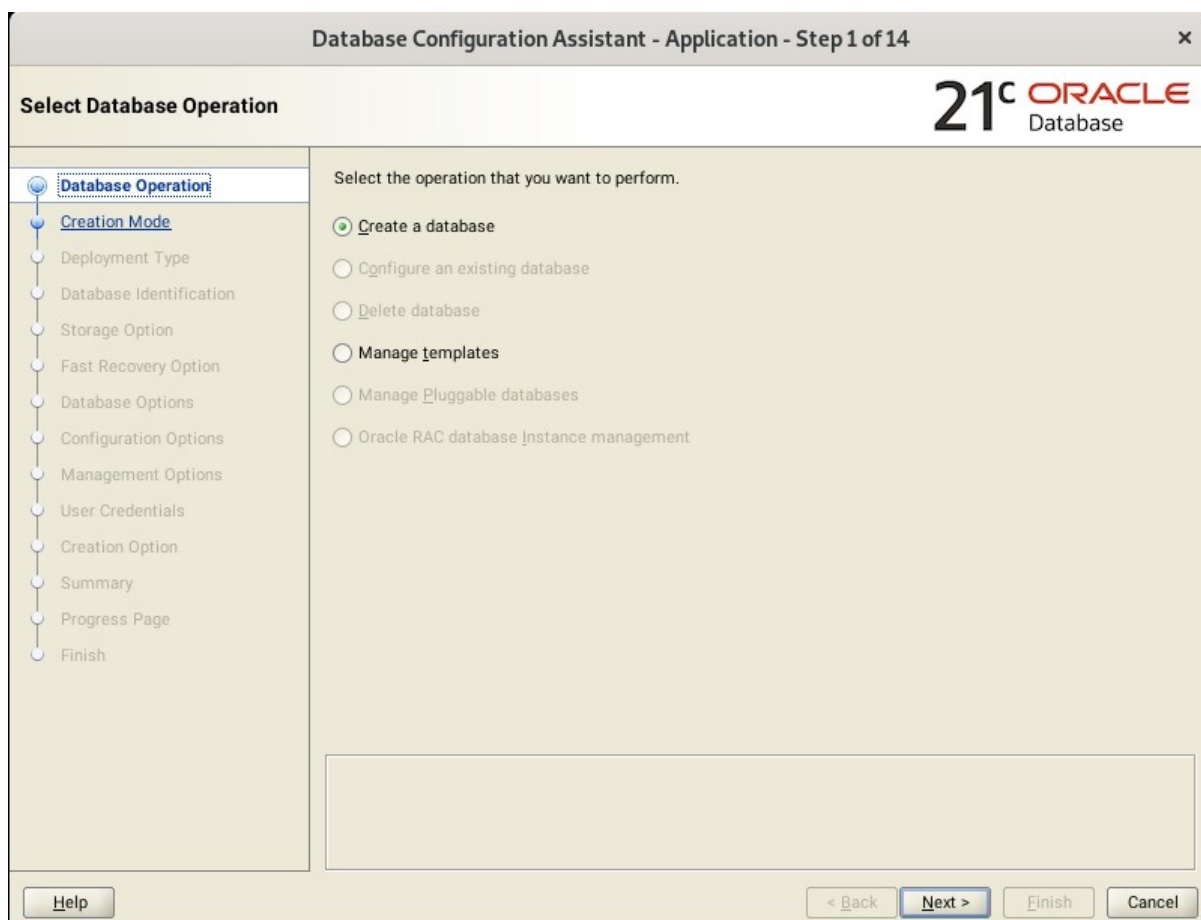 Database Configuration Assistant - Application - Step 1 of 14
×
Select Database Operation
21c ORACLE
Database
Database Operation
Creation Mode
Deployment Type
Database Identification
Storage Option
Fast Recovery Option
Database Options
Configuration Options
Management Options
User Credentials
Creation Option
Summary
Progress Page
Finish
Select the operation that you want to perform.
Create a database
Configure an existing database
Delete database
Manage templates
Manage Pluggable databases
Oracle RAC database Instance management
Help
< Back
Next >
Finish
Cancel